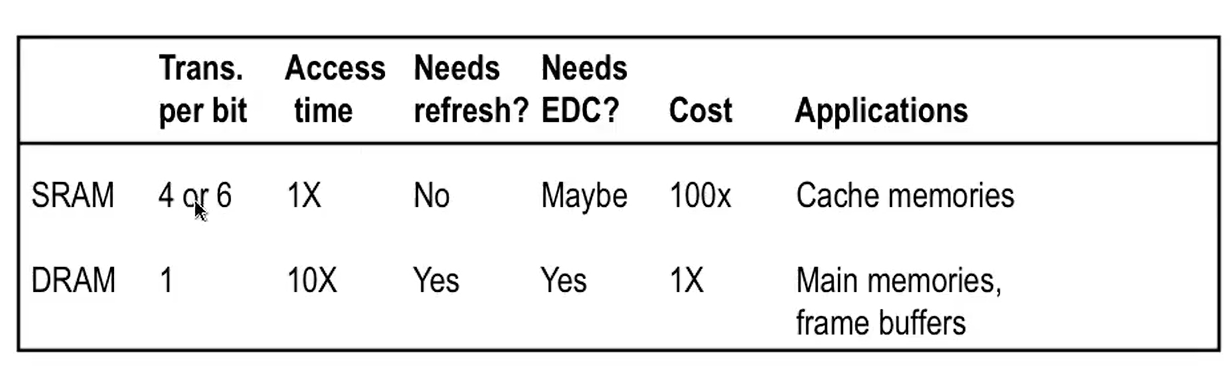 Trans. Access Needs Needs
per bit time refresh? EDC? Cost Applications
SRAM 4 or 6 1X No Maybe 100x Cache memories
DRAM 1 10X Yes Yes 1X Main memories,
frame buffers